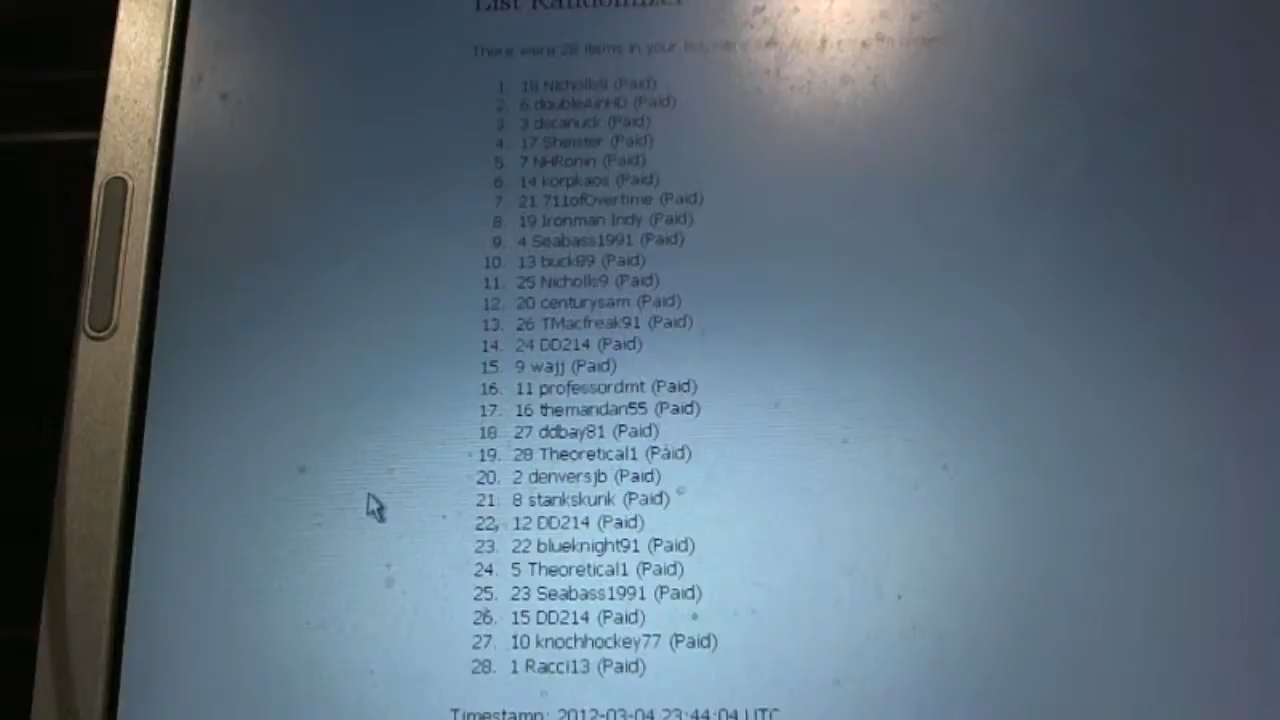 List Randomizer
There were 28 items in your list.
1. 18 Nicholls9 (Paid)
2. 6 doubleAirHD (Paid)
3. 3 dscanuck (Paid)
4. 17 Sheister (Paid)
5. 7 NHRonin (Paid)
6. 14 korpkaos (Paid)
7. 21 711ofOvertime (Paid)
8. 19 Ironman Indy (Paid)
9. 4 Seabass1991 (Paid)
10. 13 buck89 (Paid)
11. 25 Nicholls9 (Paid)
12. 20 centurysam (Paid)
13. 26 TMacfreak91 (Paid)
14. 24 DD214 (Paid)
15. 9 wajj (Paid)
16. 11 professordmt (Paid)
17. 16 themandan55 (Paid)
18. 27 ddbay81 (Paid)
19. 28 Theoretical1 (Paid)
20. 2 denversjb (Paid)
21. 8 stankskunk (Paid)
22. 12 DD214 (Paid)
23. 22 blueknight91 (Paid)
24. 5 Theoretical1 (Paid)
25. 23 Seabass1991 (Paid)
26. 15 DD214 (Paid)
27. 10 knochhockey77 (Paid)
28. 1 Racci13 (Paid)
Timestamp: 2012-03-04 23:44:04 UTC